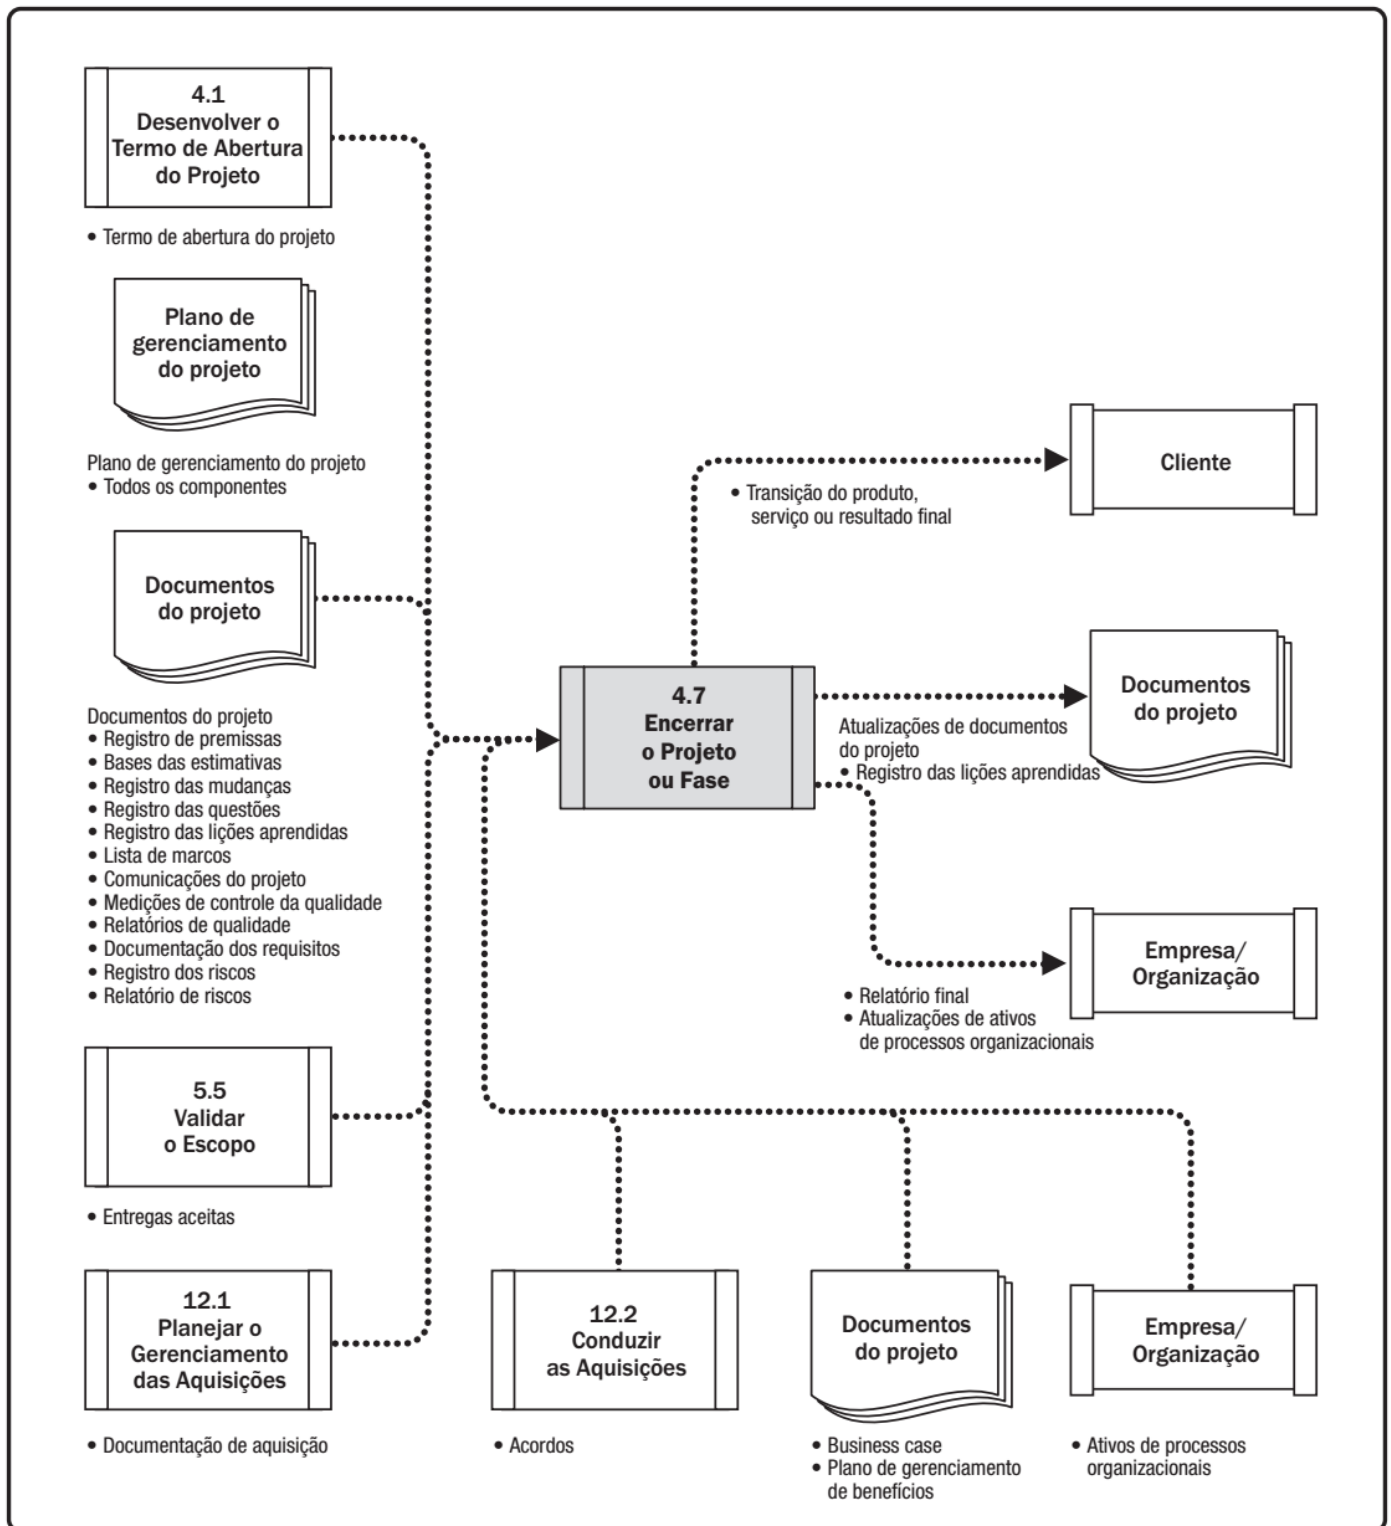 4.1
Desenvolver o
Termo de Abertura
do Projeto
• Termo de abertura do projeto
Plano de
gerenciamento
do projeto
Plano de gerenciamento do projeto
• Todos os componentes
Documentos
do projeto
Documentos do projeto
• Registro de premissas
• Bases das estimativas
• Registro das mudanças
• Registro das questões
• Registro das lições aprendidas
• Lista de marcos
• Comunicações do projeto
• Medições de controle da qualidade
• Relatórios de qualidade
• Documentação dos requisitos
• Registro dos riscos
• Relatório de riscos
5.5
Validar
o Escopo
• Entregas aceitas
12.1
Planejar o
Gerenciamento
das Aquisições
• Documentação de aquisição
4.7
Encerrar
o Projeto
ou Fase
• Transição do produto,
serviço ou resultado final
Cliente
Atualizações de documentos
do projeto
• Registro das lições aprendidas
Documentos
do projeto
• Relatório final
• Atualizações de ativos
de processos organizacionais
Empresa/
Organização
12.2
Conduzir
as Aquisições
• Acordos
Documentos
do projeto
• Business case
• Plano de gerenciamento
de benefícios
Empresa/
Organização
• Ativos de processos
organizacionais